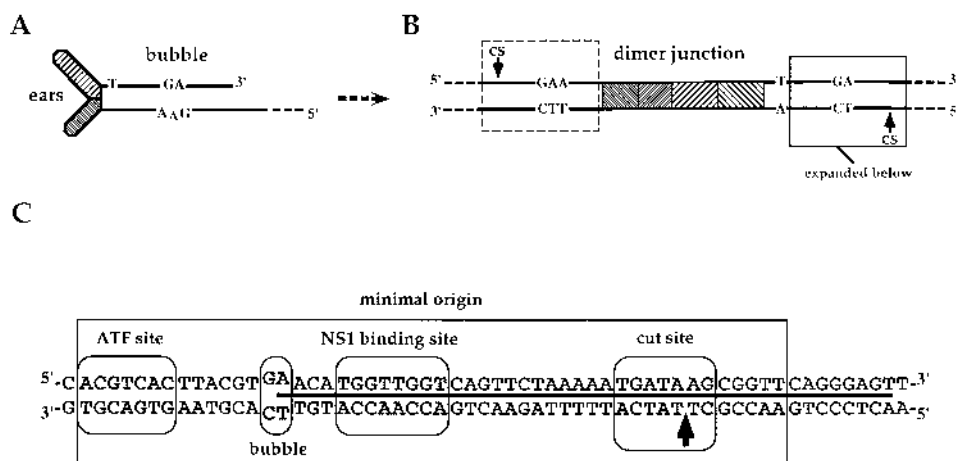 A
bubble
T GA 3'
ears
A A G 5'
B
dimer junction
cs
5' GAA T GA 3'
3' CTT A CT 5'
cs
expanded below
C
minimal origin
ATF site NS1 binding site cut site
5'-CACGTCACTTACGTGAACATGGTTGGTCAGTTCTAAAAATGATAAGCGGTTCAGGGAGTT-3'
3'-GTGCAGTGAATGCACTTGTACCAACCAGTCAAGATTTTTACTATTCGCCAAGTCCCTCAA-5'
bubble